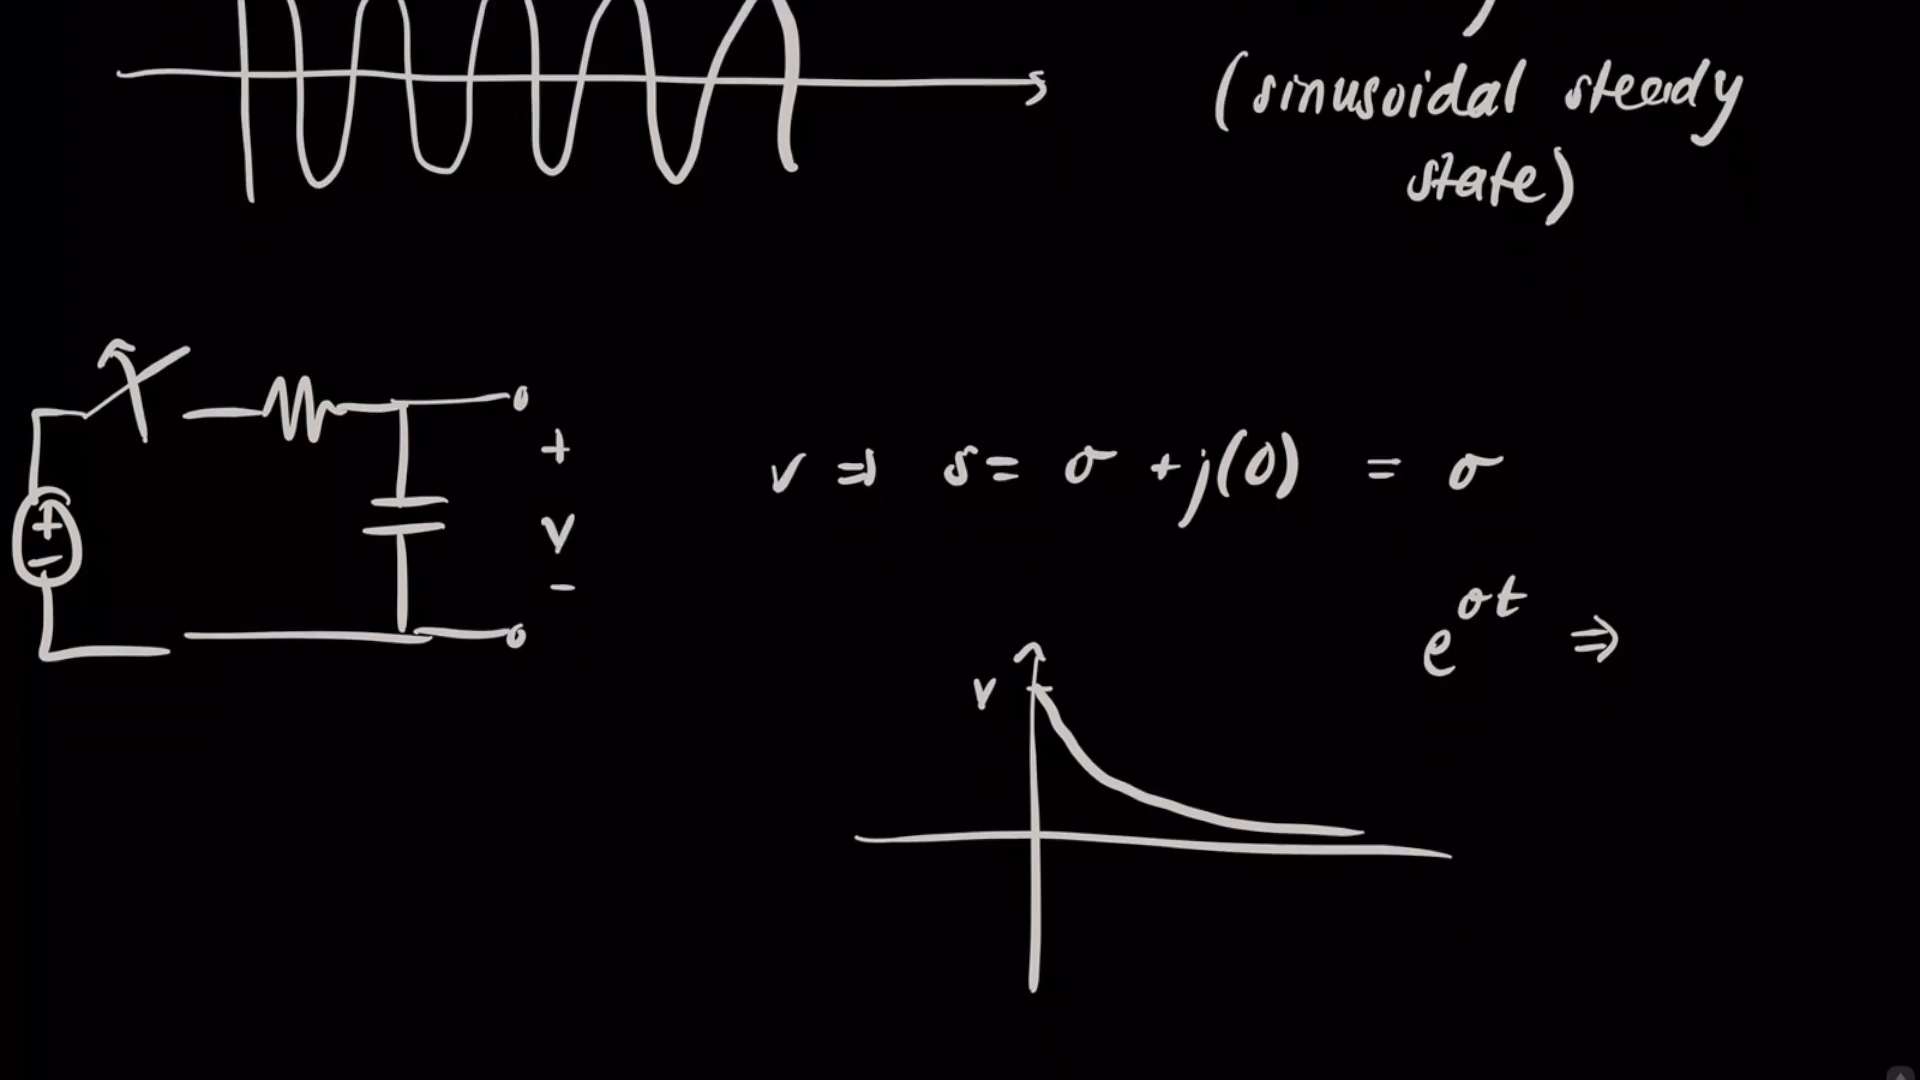 (sinusoidal steady
state)
+
v
-
+
-
v ⇒ s = σ + j(0) = σ
e^σt ⇒
v